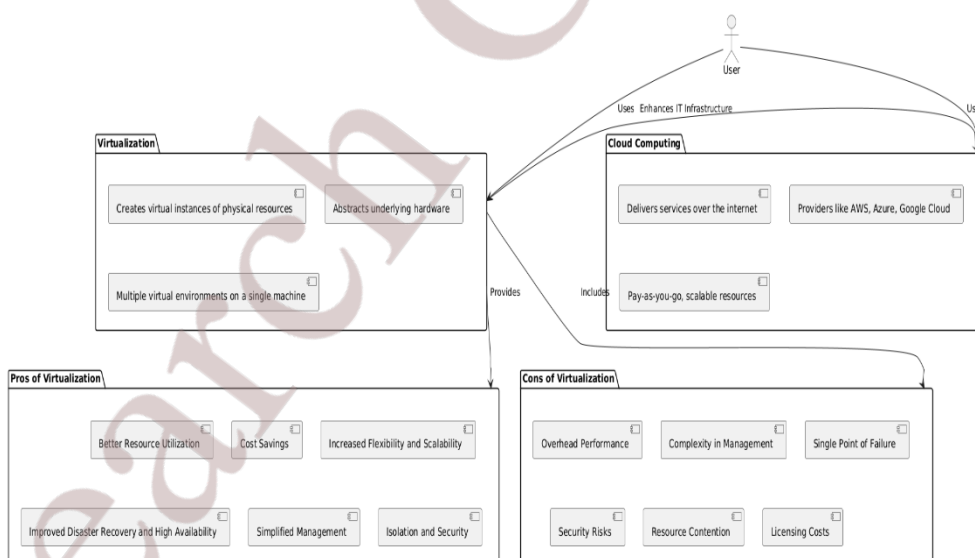 User
Uses Enhances IT Infrastructure
Us
Virtualization
Cloud Computing
Creates virtual instances of physical resources
Abstracts underlying hardware
Delivers services over the internet
Providers like AWS, Azure, Google Cloud
Multiple virtual environments on a single machine
Provides
Includes
Pay-as-you-go, scalable resources
Pros of Virtualization
Cons of Virtualization
Better Resource Utilization
Cost Savings
Increased Flexibility and Scalability
Overhead Performance
Complexity in Management
Single Point of Failure
Improved Disaster Recovery and High Availability
Simplified Management
Isolation and Security
Security Risks
Resource Contention
Licensing Costs
earch C